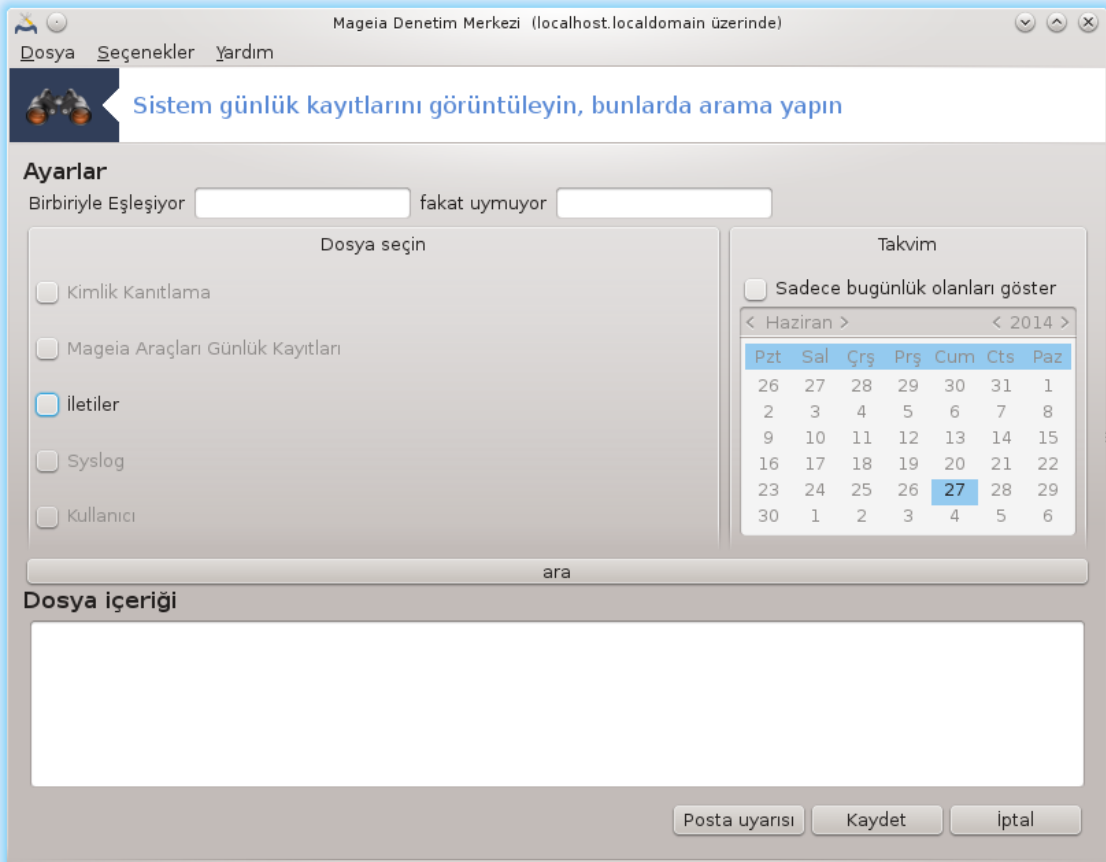 Mageia Denetim Merkezi (localhost.localdomain üzerinde)
Dosya Seçenekler Yardım
Sistem günlük kayıtlarını görüntüleyin, bunlarda arama yapın
Ayarlar
Birbiriyle Eşleşiyor fakat uymuyor
Dosya seçin
Kimlik Kanıtlama
Mageia Araçları Günlük Kayıtları
İletiler
Syslog
Kullanıcı
Takvim
Sadece bugünlük olanları göster
< Haziran > < 2014 >
Pzt Sal Çrş Prş Cum Cts Paz
26 27 28 29 30 31 1
2 3 4 5 6 7 8
9 10 11 12 13 14 15
16 17 18 19 20 21 22
23 24 25 26 27 28 29
30 1 2 3 4 5 6
ara
Dosya içeriği
Posta uyarısı Kaydet İptal